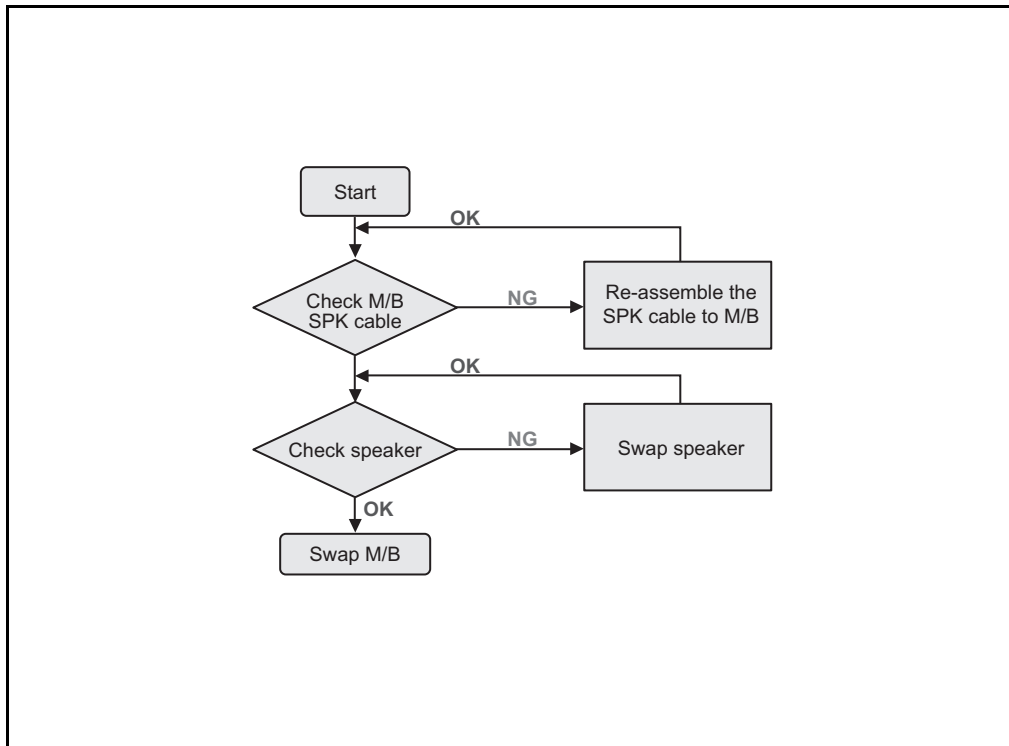 Start
OK
Check M/B
SPK cable
NG
Re-assemble the
SPK cable to M/B
OK
Check speaker
NG
Swap speaker
OK
Swap M/B